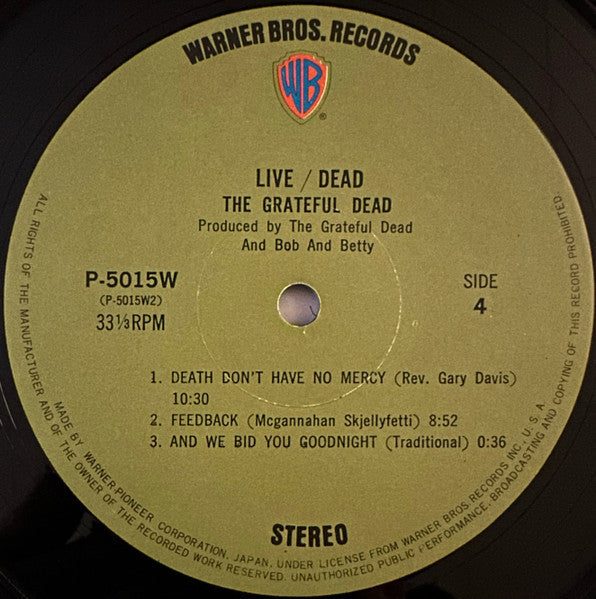 WARNER BROS. RECORDS
WB
®
LIVE / DEAD
THE GRATEFUL DEAD
Produced by The Grateful Dead
And Bob And Betty
P-5015W
(P-5015W2)
33⅓RPM
SIDE
4
1. DEATH DON'T HAVE NO MERCY (Rev. Gary Davis)
10:30
2. FEEDBACK (Mcgannahan Skjellyfetti) 8:52
3. AND WE BID YOU GOODNIGHT (Traditional) 0:36
STEREO
MADE BY WARNER-PIONEER CORPORATION, JAPAN, UNDER LICENSE FROM WARNER BROS. RECORDS INC., U. S. A.
ALL RIGHTS OF THE MANUFACTURER AND OF THE OWNER OF THE RECORDED WORK RESERVED. UNAUTHORIZED PUBLIC PERFORMANCE, BROADCASTING AND COPYING OF THIS RECORD PROHIBITED.